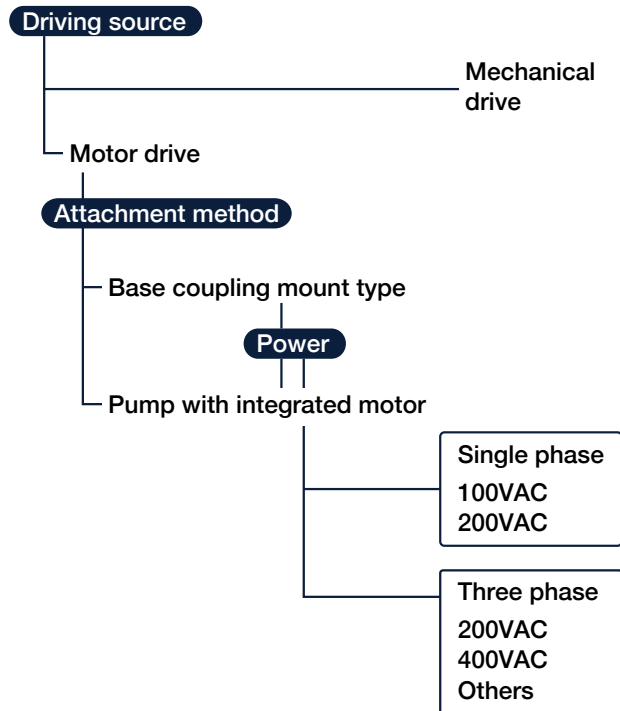 Driving source
Mechanical
drive
Motor drive
Attachment method
Base coupling mount type
Power
Pump with integrated motor
Single phase
100VAC
200VAC
Three phase
200VAC
400VAC
Others